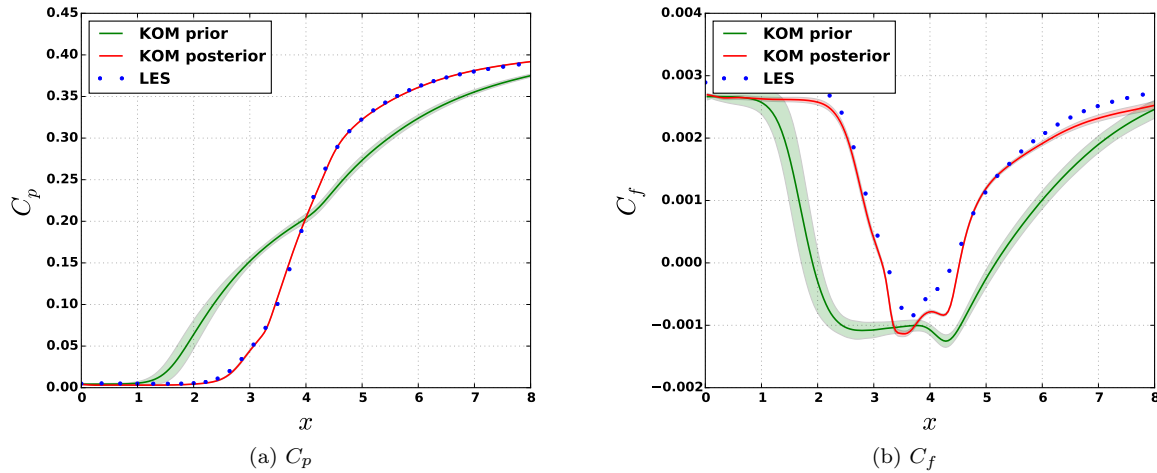 0.45
0.40
0.35
0.30
0.25
0.20
0.15
0.10
0.05
0.00
C_p
KOM prior
KOM posterior
LES
0 1 2 3 4 5 6 7 8
x
(a) C_p
0.004
0.003
0.002
0.001
0.000
−0.001
−0.002
C_f
KOM prior
KOM posterior
LES
0 1 2 3 4 5 6 7 8
x
(b) C_f